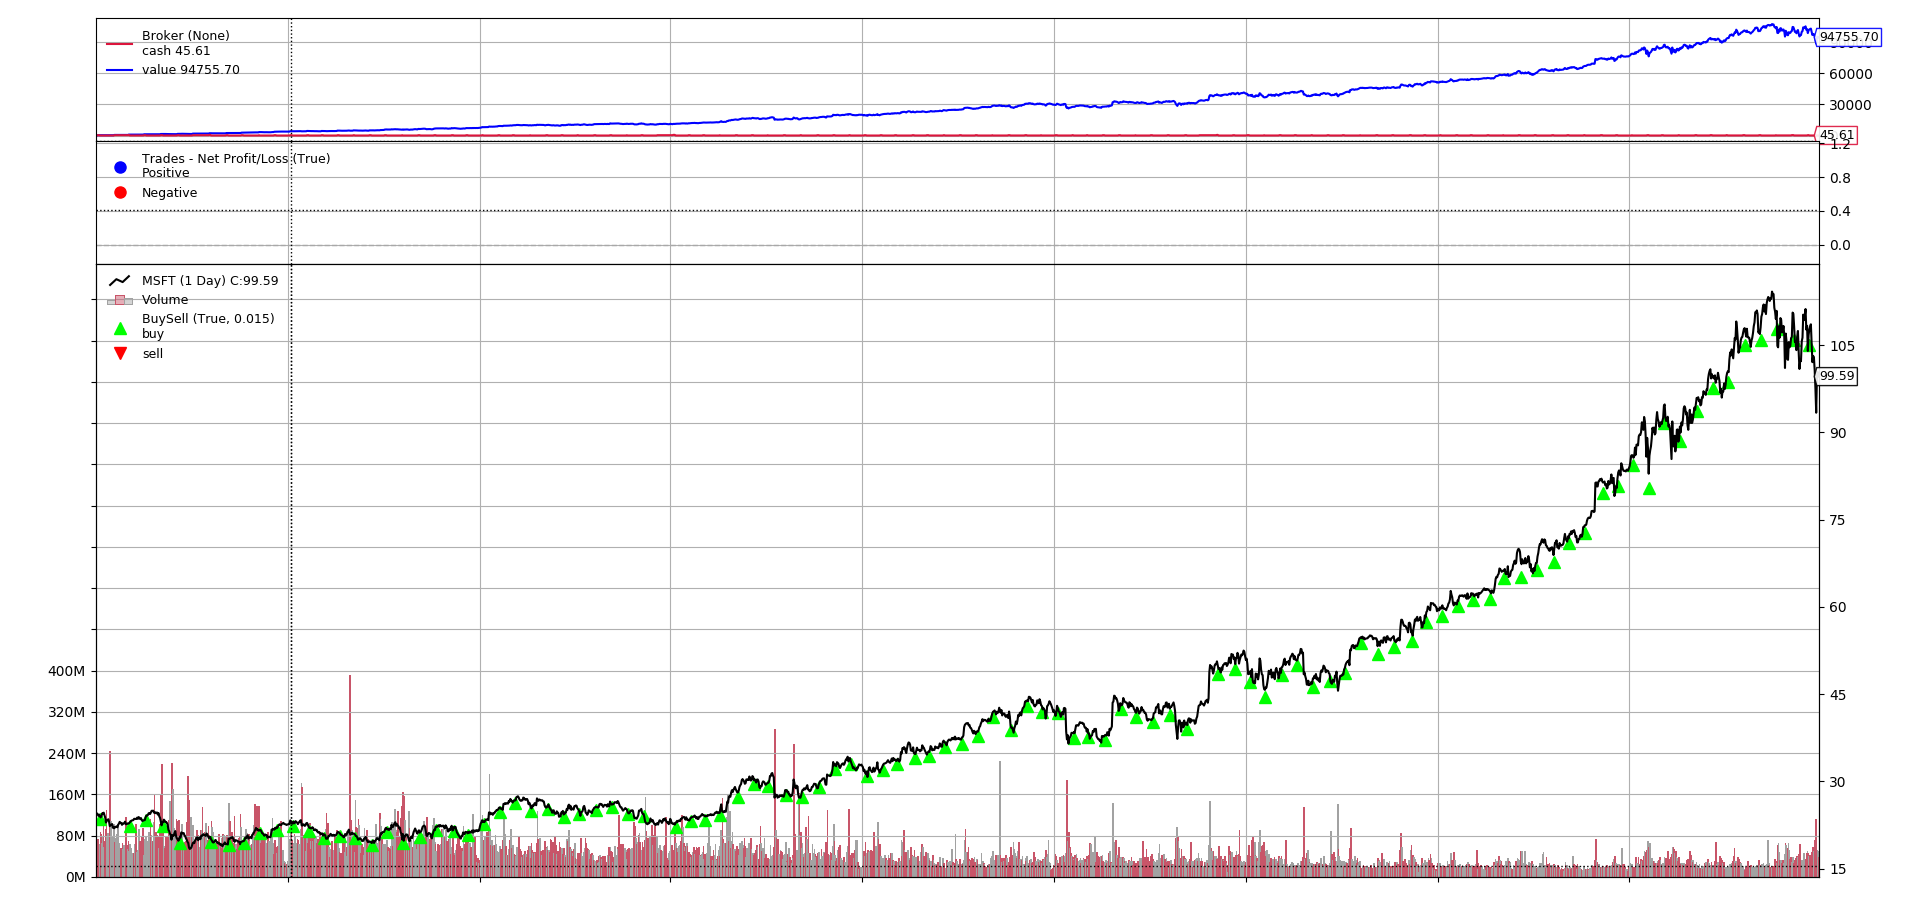 Broker (None)
cash 45.61
value 94755.70
94755.70
60000
30000
45.61
Trades - Net Profit/Loss (True)
Positive
Negative
1.2
0.8
0.4
0.0
MSFT (1 Day) C:99.59
Volume
BuySell (True, 0.015)
buy
sell
105
99.59
90
75
60
45
30
15
400M
320M
240M
160M
80M
0M